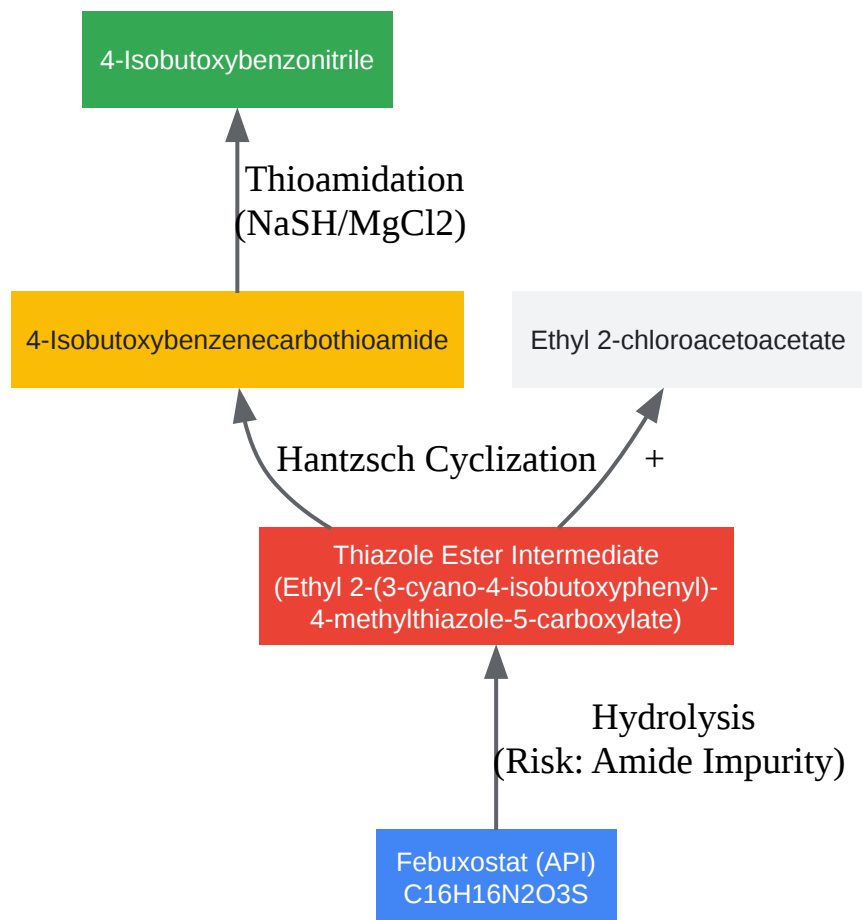 4-Isobutoxybenzonitrile
Thioamidation
(NaSH/MgCl2)
4-Isobutoxybenzenecarbothioamide
Ethyl 2-chloroacetoacetate
Hantzsch Cyclization
+
Thiazole Ester Intermediate
(Ethyl 2-(3-cyano-4-isobutoxyphenyl)-
4-methylthiazole-5-carboxylate)
Hydrolysis
(Risk: Amide Impurity)
Febuxostat (API)
C16H16N2O3S